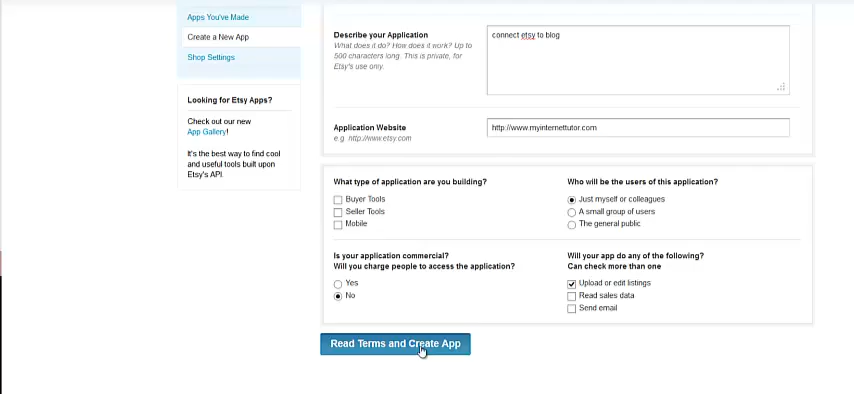 Apps You've Made
Create a New App
Shop Settings
Looking for Etsy Apps?
Check out our new
App Gallery!
It's the best way to find cool
and useful tools built upon
Etsy's API.
Describe your Application
What does it do? How does it work? Up to
500 characters long. This is private, for
Etsy's use only.
connect etsy to blog
Application Website
e.g. http://www.etsy.com
http://www.myinternettutor.com
What type of application are you building?
Buyer Tools
Seller Tools
Mobile
Who will be the users of this application?
Just myself or colleagues
A small group of users
The general public
Is your application commercial?
Will you charge people to access the application?
Yes
No
Will your app do any of the following?
Can check more than one
Upload or edit listings
Read sales data
Send email
Read Terms and Create App